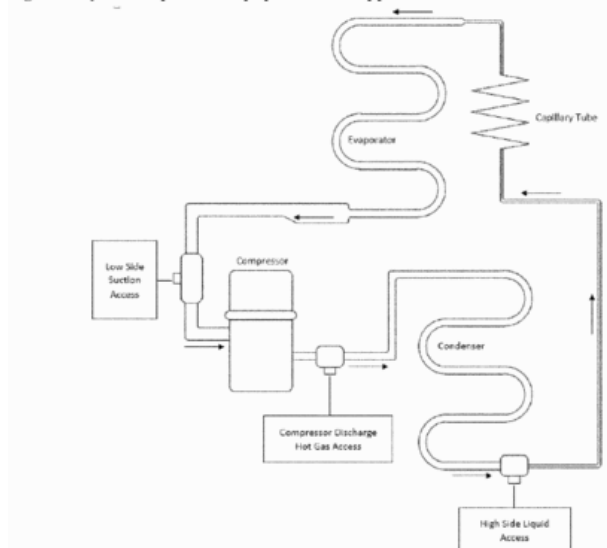 Capillary Tube
Evaporator
Compressor
Low Side
Suction
Access
Condenser
Compressor Discharge
Hot Gas Access
High Side Liquid
Access